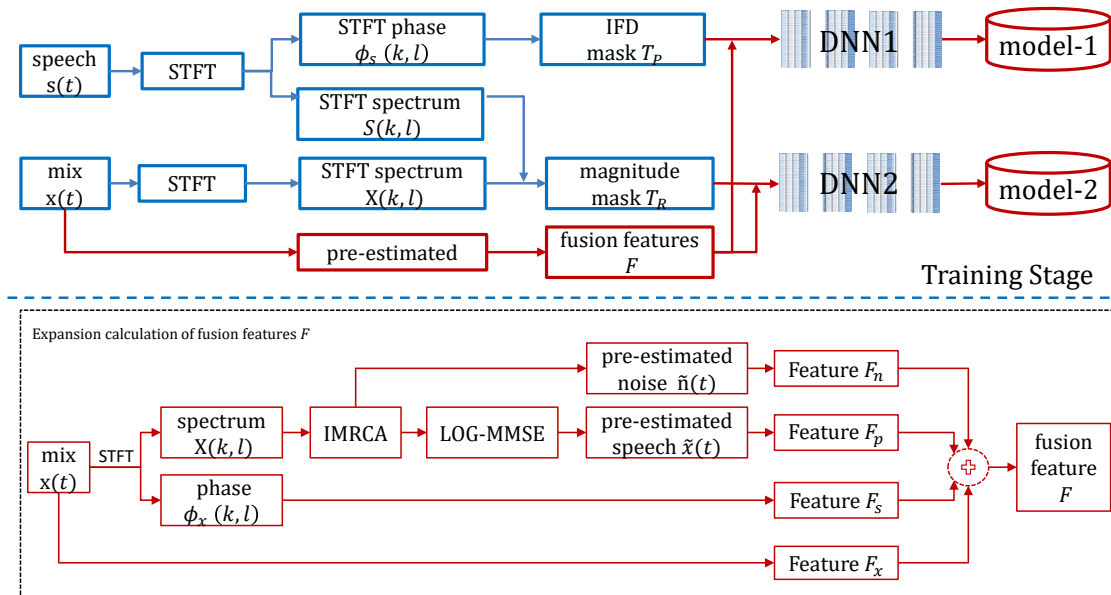 speech
s(t)
STFT
STFT phase
ϕ_s (k, l)
IFD
mask T_P
DNN1
model-1
STFT spectrum
S(k, l)
mix
x(t)
STFT
STFT spectrum
X(k, l)
magnitude
mask T_R
DNN2
model-2
pre-estimated
fusion features
F
Training Stage
Expansion calculation of fusion features F
mix
x(t)
STFT
spectrum
X(k, l)
IMRCA
LOG-MMSE
pre-estimated
noise ñ(t)
Feature F_n
pre-estimated
speech x̃(t)
Feature F_p
phase
ϕ_x (k, l)
Feature F_s
Feature F_x
fusion
feature
F